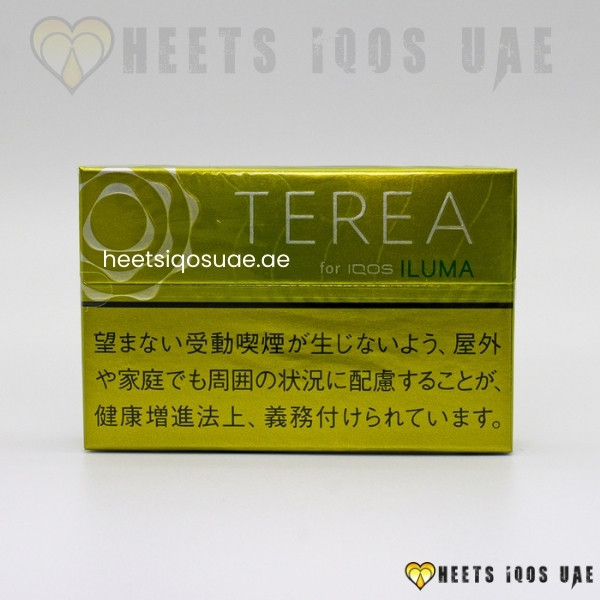 HEETS iQOS UAE
TEREA
heetsiqosuae.ae
for IQOS ILUMA
望まない受動喫煙が生じないよう、屋外
や家庭でも周囲の状況に配慮することが、
健康増進法上、義務付けられています。
HEETS iQOS UAE